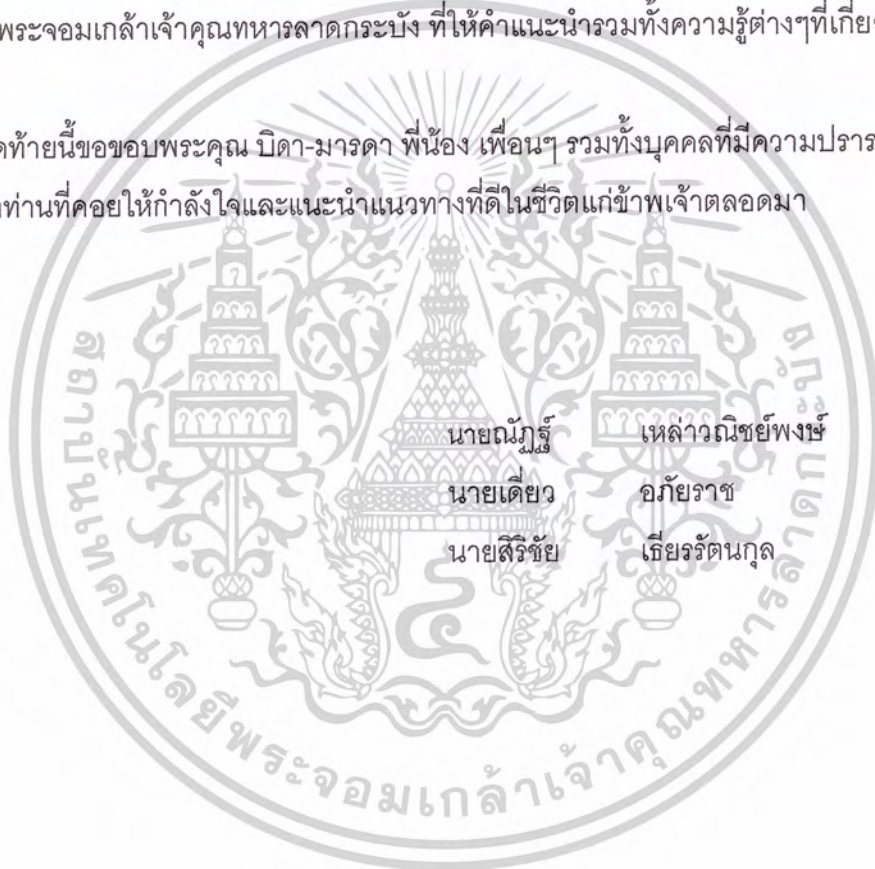 พระจอมเกล้าเจ้าคุณทหารลาดกระบัง ที่ให้คำแนะนำรวมทั้งความรู้ต่างๆที่เกี่ย
ท้ายนี้ขอขอบพระคุณ บิดา-มารดา พี่น้อง เพื่อนๆ รวมทั้งบุคคลที่มีความปราร
ท่านที่คอยให้กำลังใจและแนะนำแนวทางที่ดีในชีวิตแก่ข้าพเจ้าตลอดมา
นายณัฏฐ์ เหล่าวณิชย์พงษ์
นายเดี่ยว อภัยราช
นายสิริชัย เธียรรัตนกุล
สถาบันเทคโนโลยีพระจอมเกล้าเจ้าคุณทหารลาดกระบัง